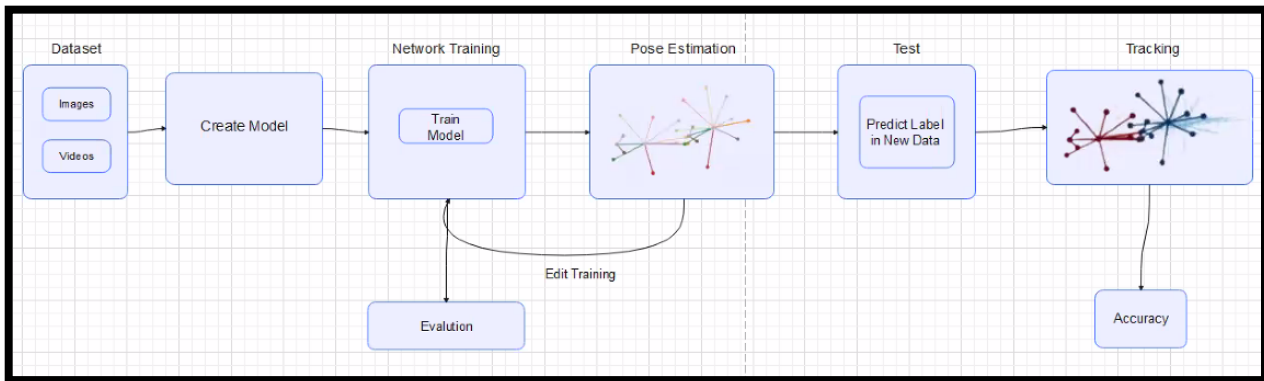 Dataset
Network Training
Pose Estimation
Test
Tracking
Images
Videos
Create Model
Train
Model
Predict Label
in New Data
Edit Training
Evalution
Accuracy